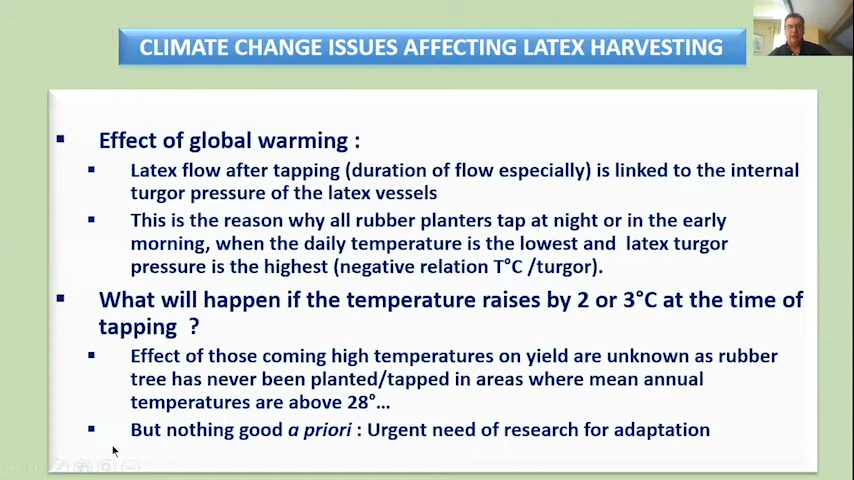 CLIMATE CHANGE ISSUES AFFECTING LATEX HARVESTING
Effect of global warming :
Latex flow after tapping (duration of flow especially) is linked to the internal
turgor pressure of the latex vessels
This is the reason why all rubber planters tap at night or in the early
morning, when the daily temperature is the lowest and latex turgor
pressure is the highest (negative relation T°C /turgor).
What will happen if the temperature raises by 2 or 3°C at the time of
tapping ?
Effect of those coming high temperatures on yield are unknown as rubber
tree has never been planted/tapped in areas where mean annual
temperatures are above 28°...
But nothing good a priori : Urgent need of research for adaptation